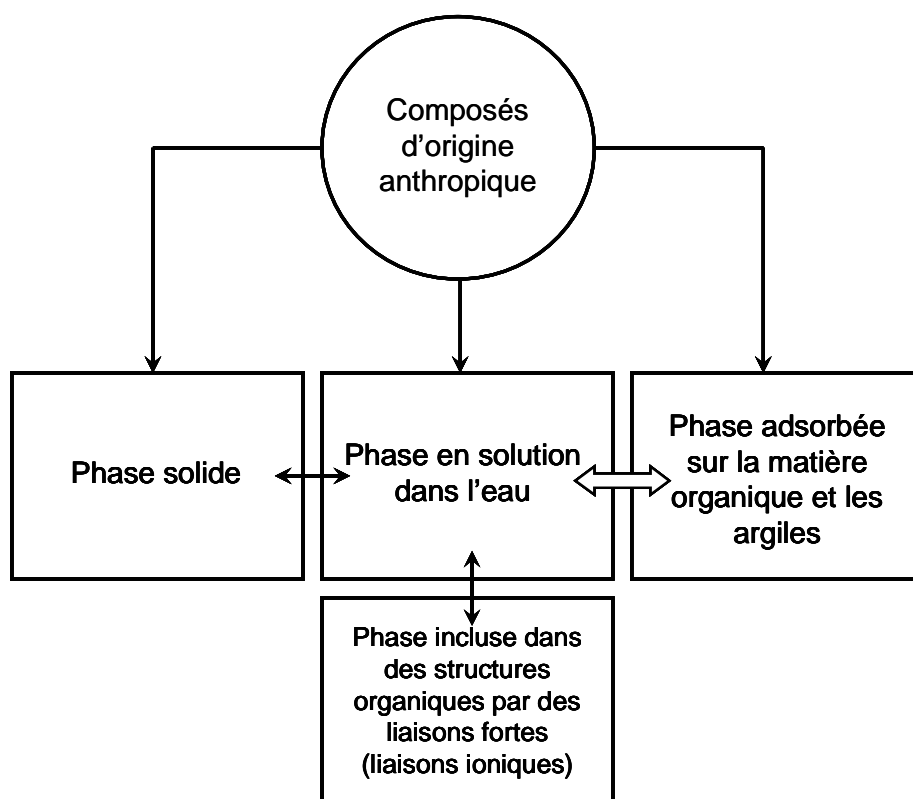 Composés
d'origine
anthropique
Phase solide
Phase en solution
dans l'eau
Phase adsorbée
sur la matière
organique et les
argiles
Phase incluse dans
des structures
organiques par des
liaisons fortes
(liaisons ioniques)